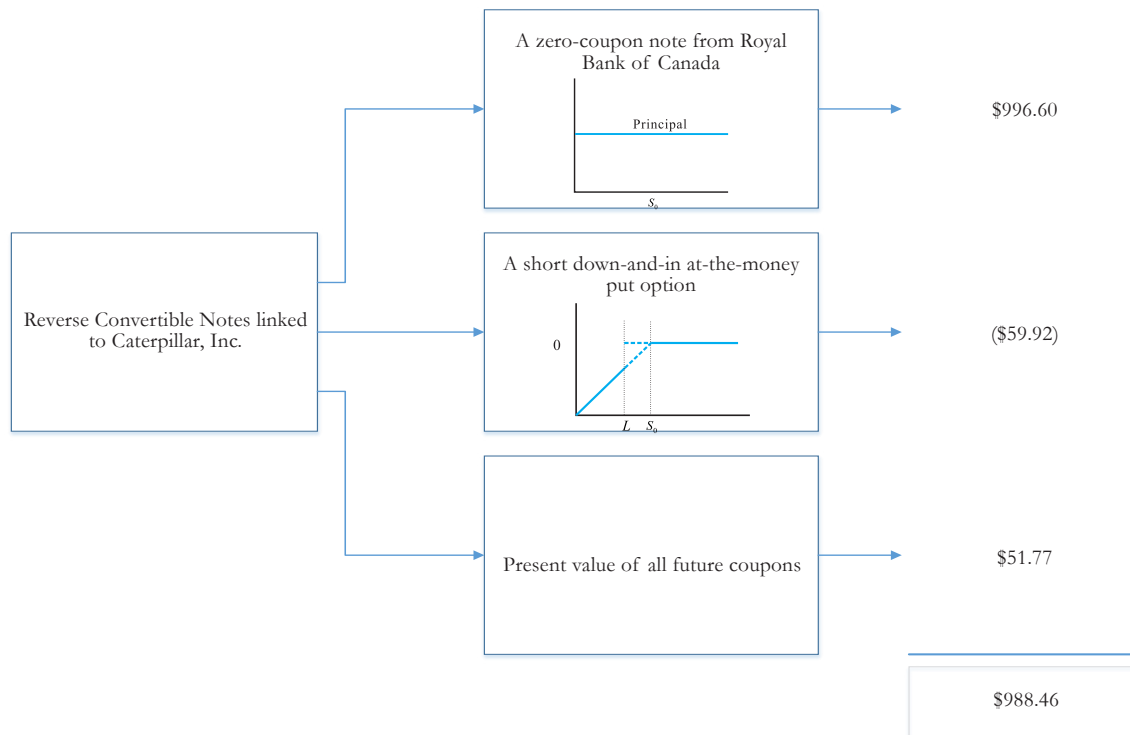 A zero-coupon note from Royal
Bank of Canada
Principal
S₀
$996.60
Reverse Convertible Notes linked
to Caterpillar, Inc.
A short down-and-in at-the-money
put option
0
L S₀
($59.92)
Present value of all future coupons
$51.77
$988.46